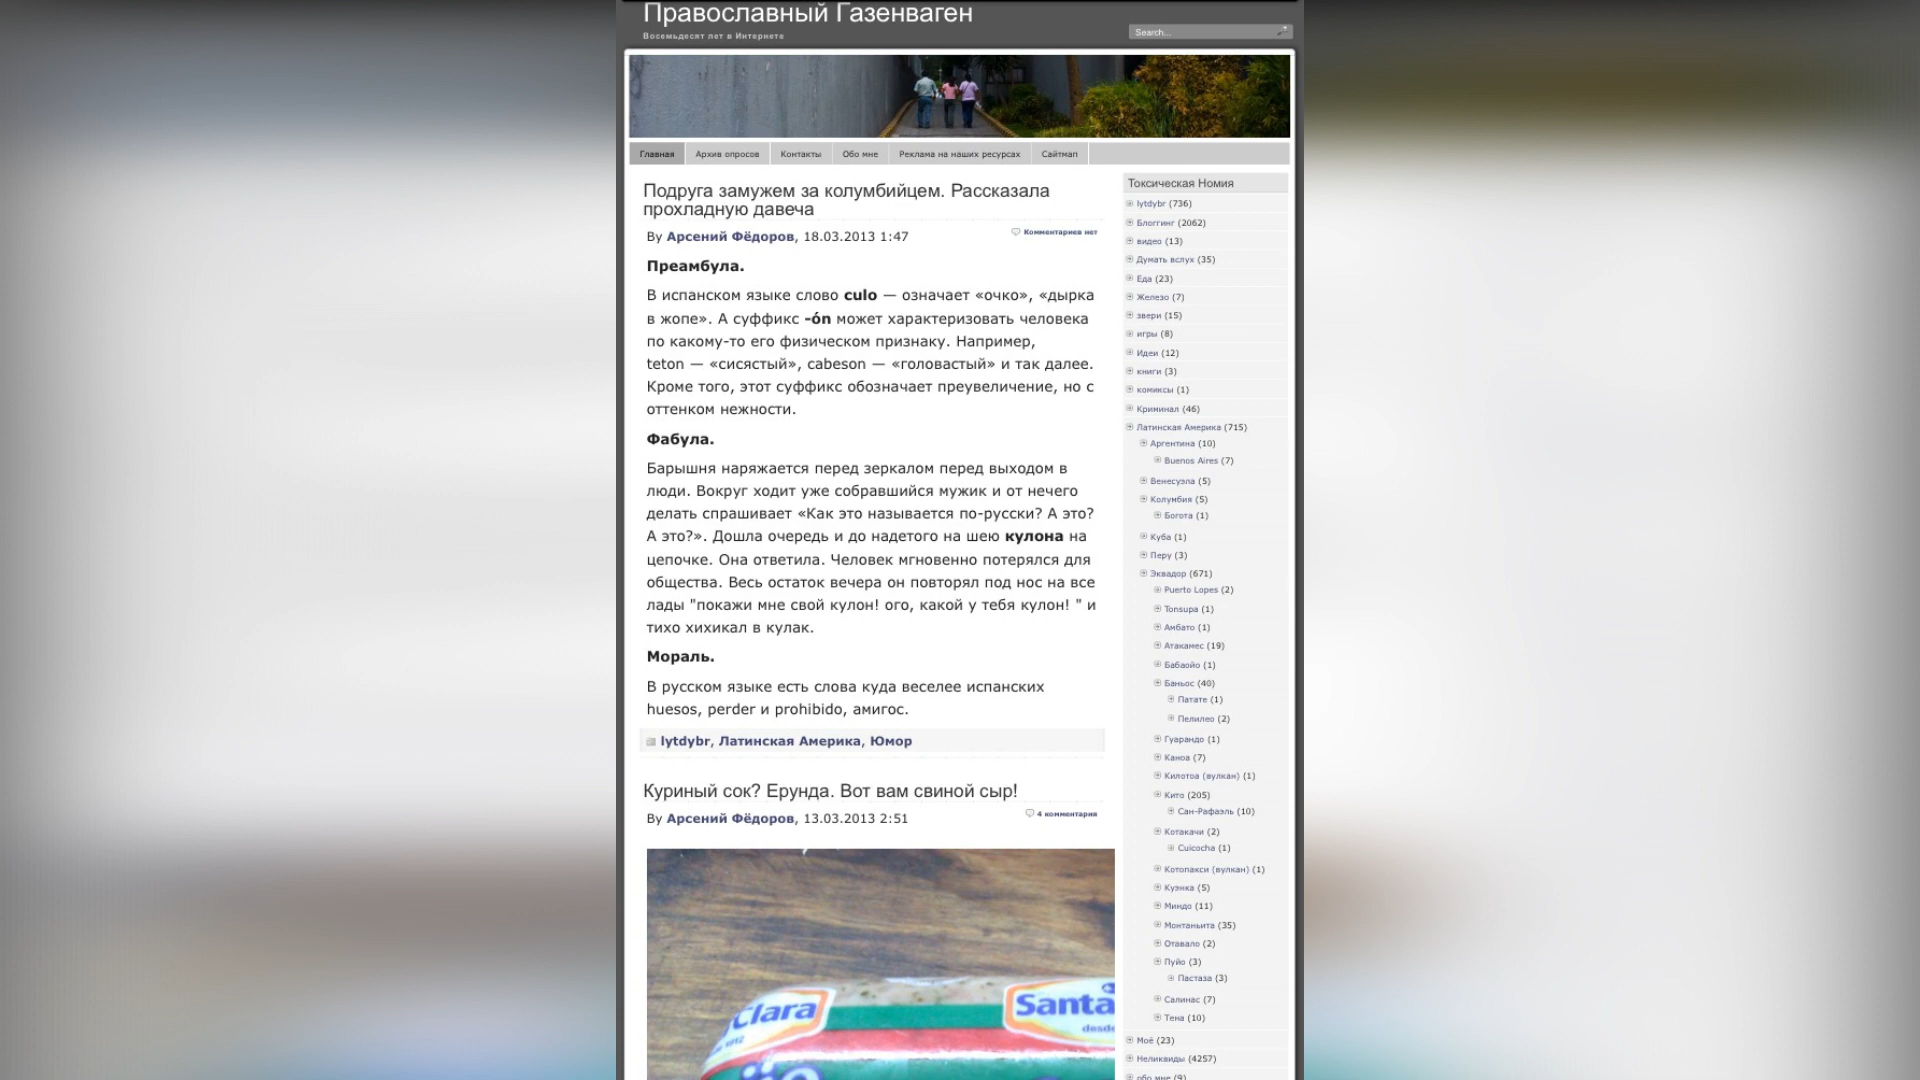 Православный Газенваген
Восемьдесят лет в Интернете
Search...
Главная
Архив опросов
Контакты
Обо мне
Реклама на наших ресурсах
Сайтмап
Подруга замужем за колумбийцем. Рассказала
прохладную давеча
By Арсений Фёдоров, 18.03.2013 1:47
Комментариев нет
Преамбула.
В испанском языке слово culo — означает «очко», «дырка
в жопе». А суффикс -ón может характеризовать человека
по какому-то его физическом признаку. Например,
teton — «сисястый», cabeson — «головастый» и так далее.
Кроме того, этот суффикс обозначает преувеличение, но с
оттенком нежности.
Фабула.
Барышня наряжается перед зеркалом перед выходом в
люди. Вокруг ходит уже собравшийся мужик и от нечего
делать спрашивает «Как это называется по-русски? А это?
А это?». Дошла очередь и до надетого на шею кулона на
цепочке. Она ответила. Человек мгновенно потерялся для
общества. Весь остаток вечера он повторял под нос на все
лады "покажи мне свой кулон! ого, какой у тебя кулон! " и
тихо хихикал в кулак.
Мораль.
В русском языке есть слова куда веселее испанских
huesos, perder и prohibido, амигос.
lytdybr, Латинская Америка, Юмор
Куриный сок? Ерунда. Вот вам свиной сыр!
By Арсений Фёдоров, 13.03.2013 2:51
4 комментария
Clara
1912
Santa
desde
Токсическая Номия
lytdybr (736)
Блоггинг (2062)
видео (13)
Думать вслух (35)
Еда (23)
Железо (7)
звери (15)
игры (8)
Идеи (12)
книги (3)
комиксы (1)
Криминал (46)
Латинская Америка (715)
Аргентина (10)
Buenos Aires (7)
Венесуэла (5)
Колумбия (5)
Богота (1)
Куба (1)
Перу (3)
Эквадор (671)
Puerto Lopes (2)
Tonsupa (1)
Амбато (1)
Атакамес (19)
Бабаойо (1)
Баньос (40)
Патате (1)
Пелилео (2)
Гуарандо (1)
Каноа (7)
Килотоа (вулкан) (1)
Кито (205)
Сан-Рафаэль (10)
Котакачи (2)
Cuicocha (1)
Котопакси (вулкан) (1)
Куэнка (5)
Миндо (11)
Монтаньита (35)
Отавало (2)
Пуйо (3)
Пастаза (3)
Салинас (7)
Тена (10)
Моё (23)
Неликвиды (4257)
обо мне (9)